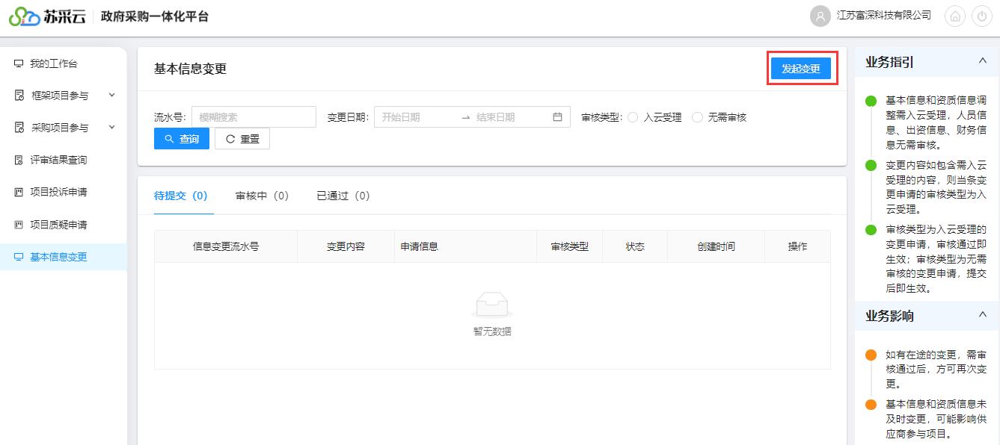 苏采云 政府采购一体化平台
江苏富深科技有限公司
我的工作台
框架项目参与
采购项目参与
评审结果查询
项目投诉申请
项目质疑申请
基本信息变更
基本信息变更
发起变更
流水号: 模糊搜索 变更日期: 开始日期 → 结束日期 审核类型: 入云受理 无需审核
查询 重置
待提交（0） 审核中（0） 已通过（0）
信息变更流水号 变更内容 申请信息 审核类型 状态 创建时间 操作
暂无数据
业务指引
基本信息和资质信息调
整需入云受理，人员信
息、出资信息、财务信
息无需审核。
变更内容如包含需入云
受理的内容，则当条变
更申请的审核类型为入
云受理。
审核类型为入云受理的
变更申请，审核通过即
生效；审核类型为无需
审核的变更申请，提交
后即生效。
业务影响
如有在途的变更，需审
核通过后，方可再次变
更。
基本信息和资质信息未
及时变更，可能影响供
应商参与项目。